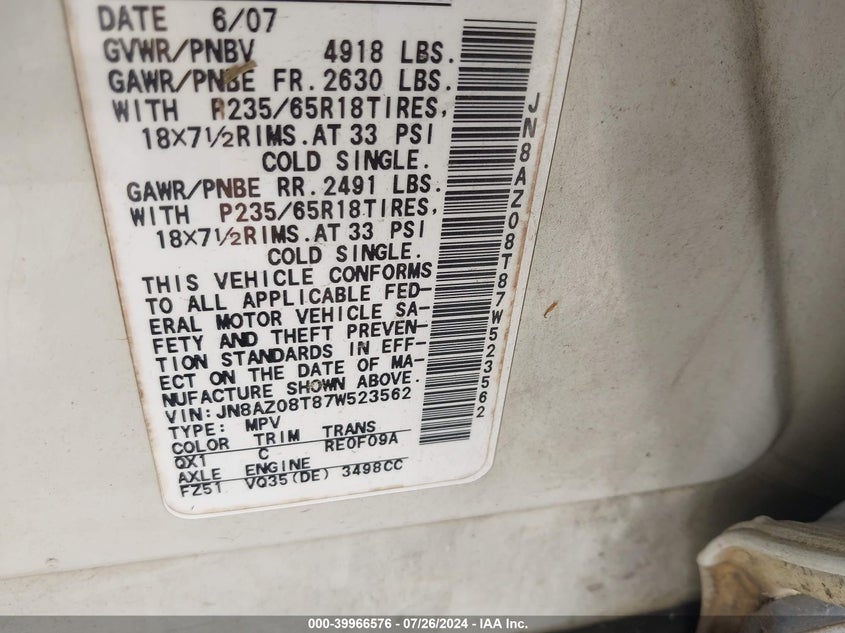 DATE 6/07
GVWR/PNBV 4918 LBS.
GAWR/PNBE FR. 2630 LBS.
WITH P235/65R18TIRES,
18X7½RIMS.AT 33 PSI
COLD SINGLE.
GAWR/PNBE RR. 2491 LBS.
WITH P235/65R18TIRES,
18X7½RIMS.AT 33 PSI
COLD SINGLE.
THIS VEHICLE CONFORMS
TO ALL APPLICABLE FED-
ERAL MOTOR VEHICLE SA-
FETY AND THEFT PREVEN-
TION STANDARDS IN EFF-
ECT ON THE DATE OF MA-
NUFACTURE SHOWN ABOVE.
VIN:JN8AZ08T87W523562
TYPE: MPV
COLOR TRIM TRANS
QX1 C RE0F09A
AXLE ENGINE
FZ51 VQ35(DE) 3498CC
JN8AZ08T87W523562
000-39966576 - 07/26/2024 - IAA Inc.